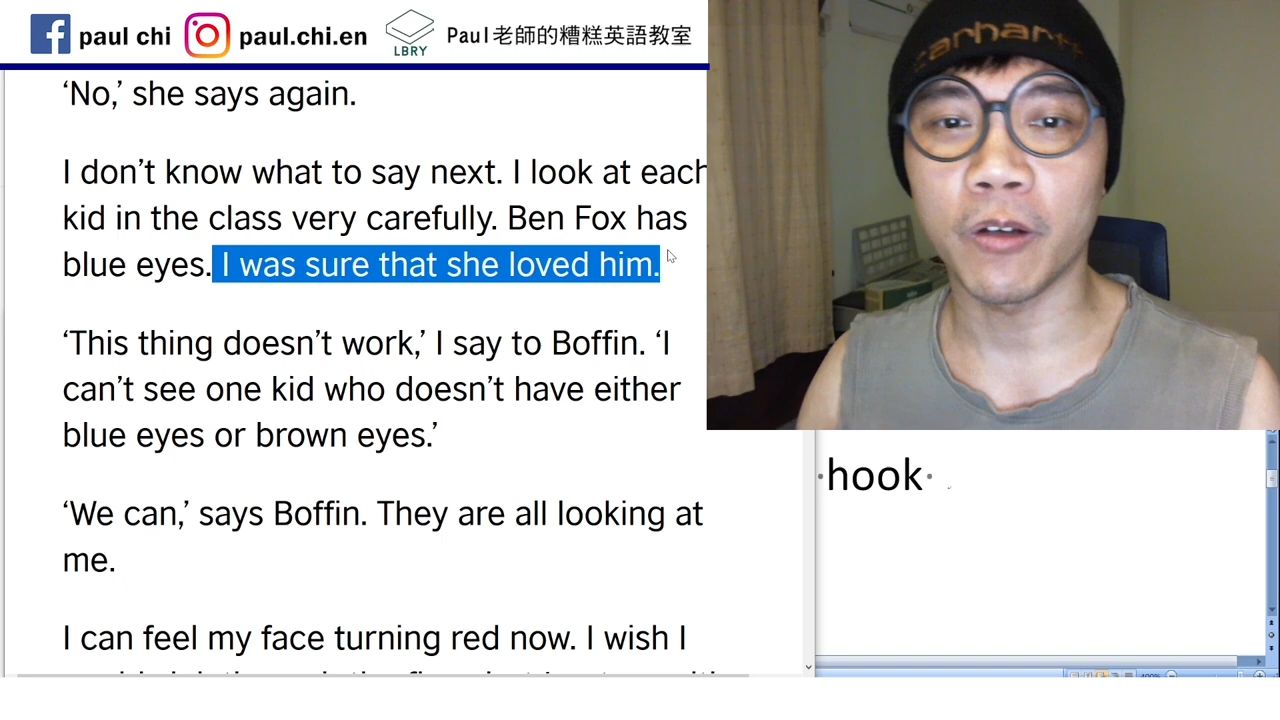 paul chi paul.chi.en LBRY Paul老師的糟糕英語教室
carhartt
‘No,’ she says again.
I don’t know what to say next. I look at each
kid in the class very carefully. Ben Fox has
blue eyes. I was sure that she loved him.
‘This thing doesn’t work,’ I say to Boffin. ‘I
can’t see one kid who doesn’t have either
blue eyes or brown eyes.’
‘We can,’ says Boffin. They are all looking at
me.
I can feel my face turning red now. I wish I
·hook·
400%